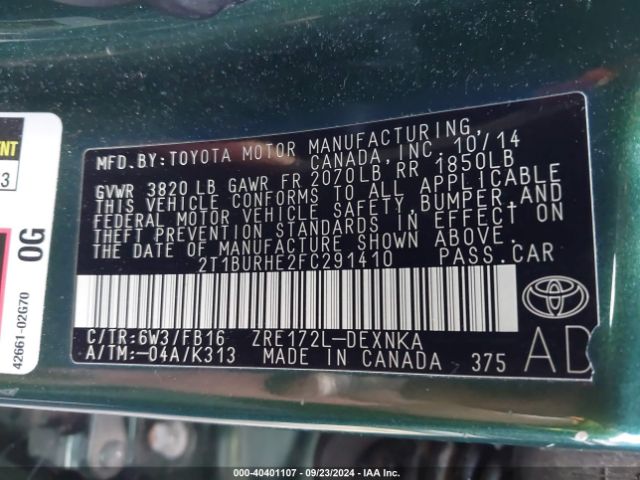 MFD. BY: TOYOTA MOTOR MANUFACTURING,
CANADA, INC. 10/14
GVWR 3820 LB GAWR FR 2070LB, RR 1850LB
THIS VEHICLE CONFORMS TO ALL APPLICABLE
FEDERAL MOTOR VEHICLE SAFETY, BUMPER, AND
THEFT PREVENTION STANDARDS IN EFFECT ON
THE DATE OF MANUFACTURE SHOWN ABOVE.
2T1BURHE2FC291410 PASS. CAR
C/TR: 6W3/FB16 ZRE172L-DEXNKA
A/TM: -04A/K313 MADE IN CANADA 375
TOYOTA
AD
0G
42661-02G70
000-40401107 - 09/23/2024 - IAA Inc.